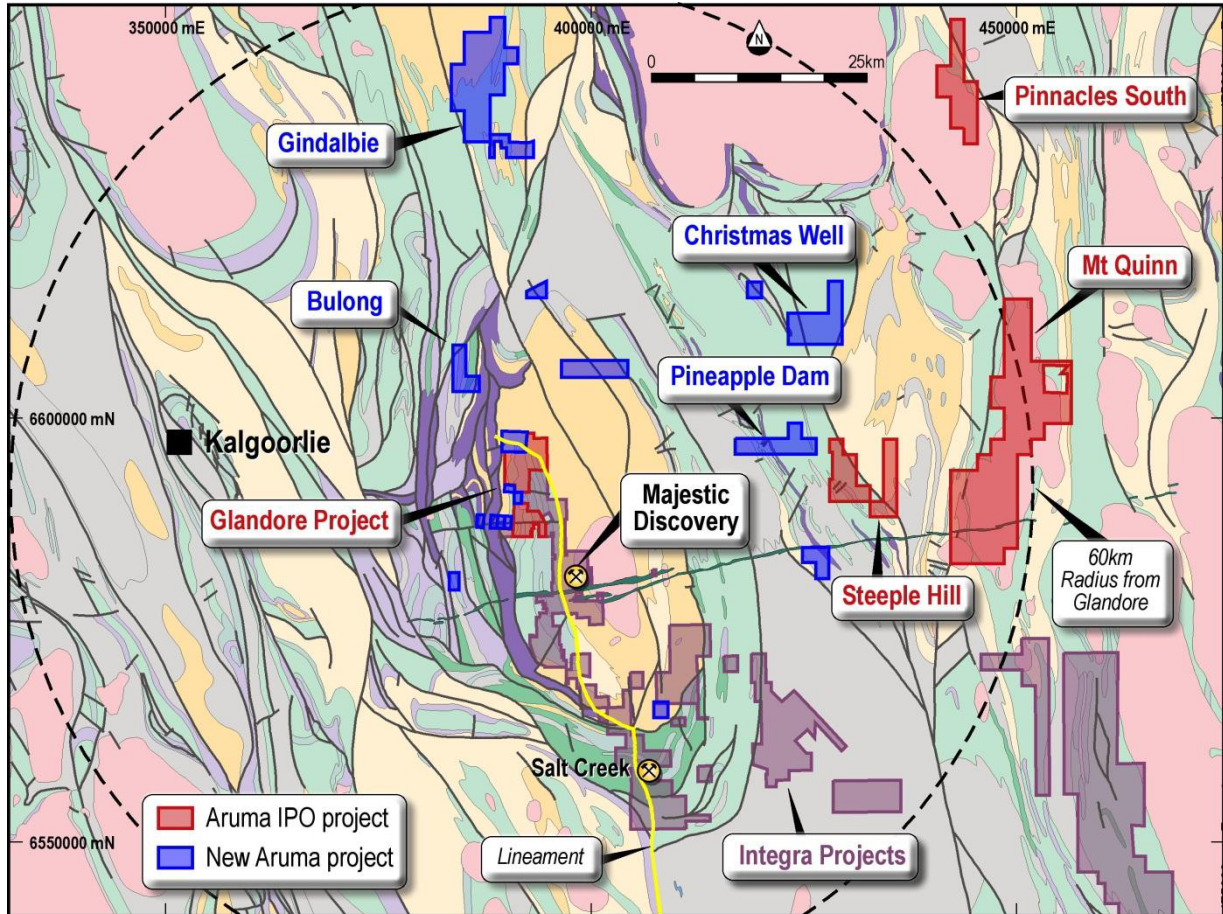 350000 mE
400000 mE
450000 mE
N
0
25km
Pinnacles South
Gindalbie
Christmas Well
Mt Quinn
Bulong
Pineapple Dam
6600000 mN
Kalgoorlie
Majestic
Discovery
Glandore Project
60km
Radius from
Glandore
Steeple Hill
Salt Creek
Aruma IPO project
New Aruma project
6550000 mN
Lineament
Integra Projects